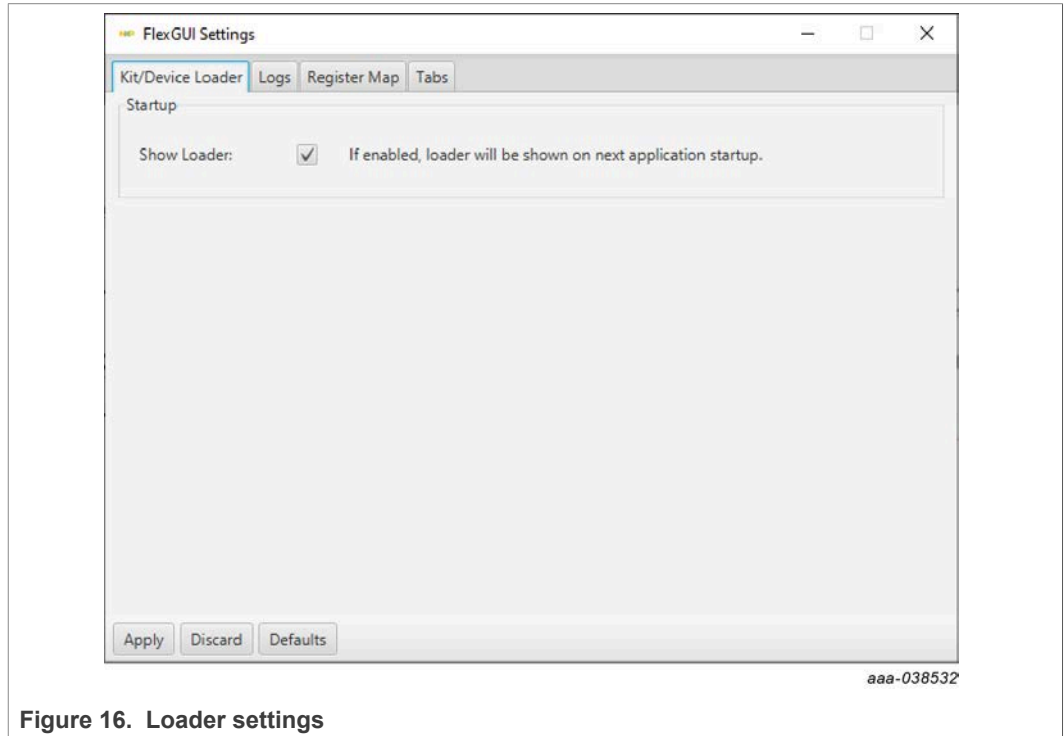 FlexGUI Settings
Kit/Device Loader Logs Register Map Tabs
Startup
Show Loader: If enabled, loader will be shown on next application startup.
Apply Discard Defaults
aaa-038532
Figure 16. Loader settings